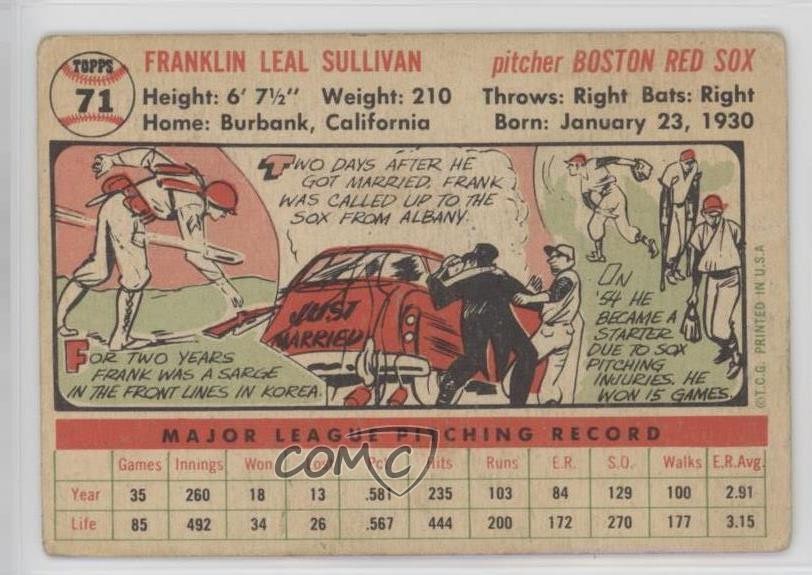 TOPPS
71
FRANKLIN LEAL SULLIVAN pitcher BOSTON RED SOX
Height: 6' 7½" Weight: 210 Throws: Right Bats: Right
Home: Burbank, California Born: January 23, 1930
FOR TWO YEARS
FRANK WAS A SARGE
IN THE FRONT LINES IN KOREA.
TWO DAYS AFTER HE
GOT MARRIED, FRANK
WAS CALLED UP TO THE
SOX FROM ALBANY.
JUST
MARRIED
ON
'54 HE
BECAME A
STARTER
DUE TO SOX
PITCHING
INJURIES. HE
WON 15 GAMES.
©T.C.G. PRINTED IN U.S.A
MAJOR LEAGUE PITCHING RECORD
Games Innings Won Lost Pct. Hits Runs E.R. S.O. Walks E.R.Avg.
Year 35 260 18 13 .581 235 103 84 129 100 2.91
Life 85 492 34 26 .567 444 200 172 270 177 3.15
COMC